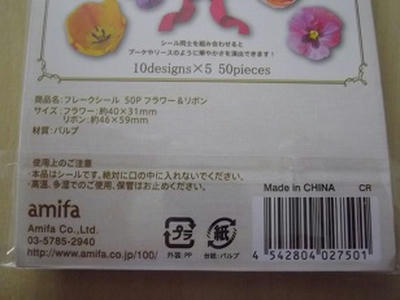 シール同士を組み合わせると
ブーケやリースのように華やかさを演出できます!
10designs×5 50pieces
商品名:フレークシール 50P フラワー＆リボン
サイズ:フラワー:約40×31mm
リボン:約46×59mm
材質:パルプ
使用上のご注意
・本品はシールです。絶対に口の中に入れないでください。
・高温、多湿でのご使用、保管はお止めください。
Made in CHINA CR
amifa
Amifa Co.,Ltd.
03-5785-2940
http://www.amifa.co.jp/100/
プラ
外装:PP
紙
台紙:パルプ
4 542804 027501